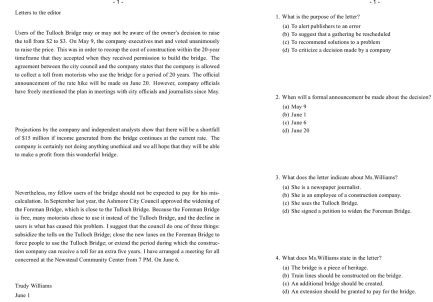 - 1 -
Letters to the editor
Users of the Tulloch Bridge may or may not be aware of the owner's decision to raise
the toll from $2 to $3. On May 9, the company executives met and voted unanimously
to raise the price. This was in order to recoup the cost of construction within the 20-year
timeframe that they accepted when they received permission to build the bridge. The
agreement between the city council and the company states that the company is allowed
to collect a toll from motorists who use the bridge for a period of 20 years. The official
announcement of the rate hike will be made on June 20. However, company officials
have freely mentioned the plan in meetings with city officials and journalists since May.
Projections by the company and independent analysts show that there will be a shortfall
of $15 million if income generated from the bridge continues at the current rate. The
company is certainly not doing anything unethical and we all hope that they will be able
to make a profit from this wonderful bridge.
Nevertheless, my fellow users of the bridge should not be expected to pay for his mis-
calculation. In September last year, the Ashmore City Council approved the widening of
the Foreman Bridge, which is close to the Tulloch Bridge. Because the Foreman Bridge
is free, many motorists chose to use it instead of the Tulloch Bridge, and the decline in
users is what has caused this problem. I suggest that the council do one of three things:
subsidize the tolls on the Tulloch Bridge; close the new lanes on the Foreman Bridge to
force people to use the Tulloch Bridge; or extend the period during which the construc-
tion company can receive a toll for an extra five years. I have arranged a meeting for all
concerned at the Newstead Community Center from 7 PM. On June 6.
Trudy Williams
June 1
- 1 -
1. What is the purpose of the letter?
(a) To alert publishers to an error
(b) To suggest that a gathering be rescheduled
(c) To recommend solutions to a problem
(d) To criticize a decision made by a company
2. When will a formal announcement be made about the decision?
(a) May 9
(b) June 1
(c) June 6
(d) June 20
3. What does the letter indicate about Ms.Williams?
(a) She is a newspaper journalist.
(b) She is an employee of a construction company.
(c) She uses the Tulloch Bridge.
(d) She signed a petition to widen the Foreman Bridge.
4. What does Ms.Williams state in the letter?
(a) The bridge is a piece of heritage.
(b) Train lines should be constructed on the bridge.
(c) An additional bridge should be created.
(d) An extension should be granted to pay for the bridge.